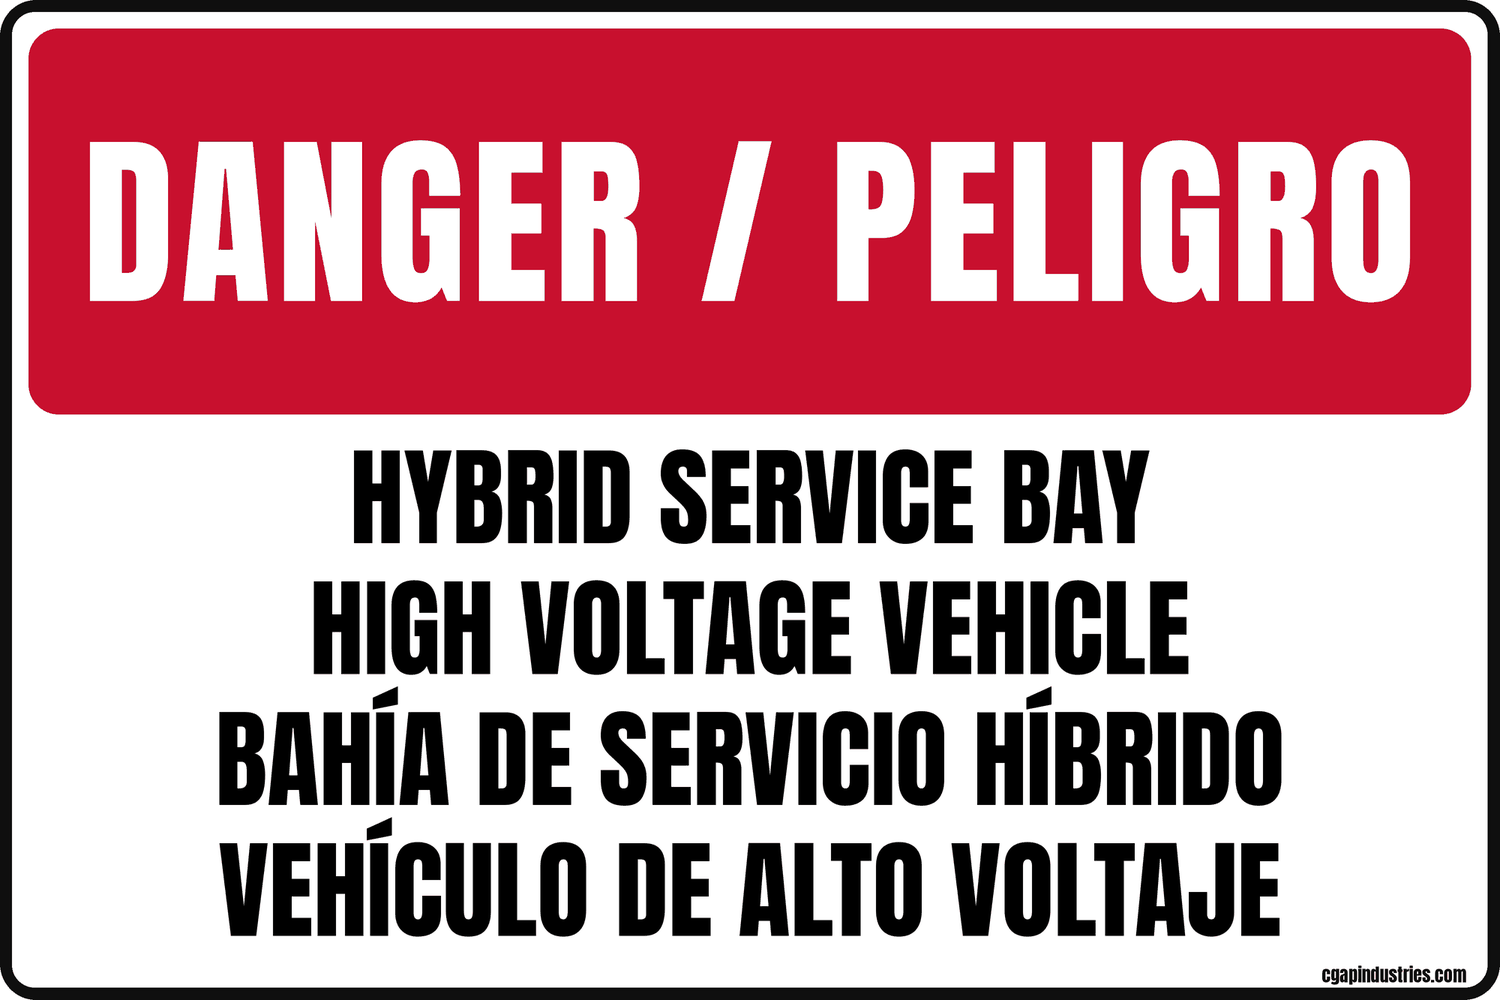 DANGER / PELIGRO
HYBRID SERVICE BAY
HIGH VOLTAGE VEHICLE
BAHÍA DE SERVICIO HÍBRIDO
VEHÍCULO DE ALTO VOLTAJE
cgapindustries.com